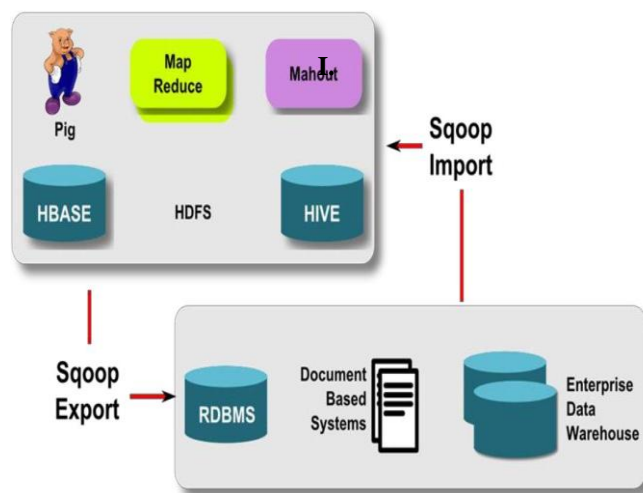 Map
Reduce
Mahout
I.
Pig
Sqoop
Import
HBASE
HDFS
HIVE
Sqoop
Export
RDBMS
Document
Based
Systems
Enterprise
Data
Warehouse